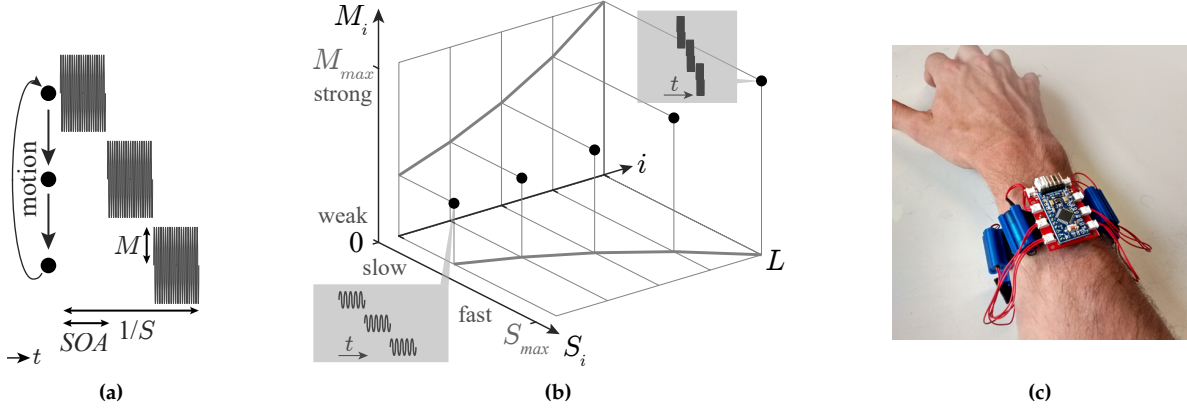 motion
M
SOA
1/S
t
(a)
M_i
M_max
strong
weak
0
slow
fast
S_max
S_i
i
L
t
t
(b)
(c)